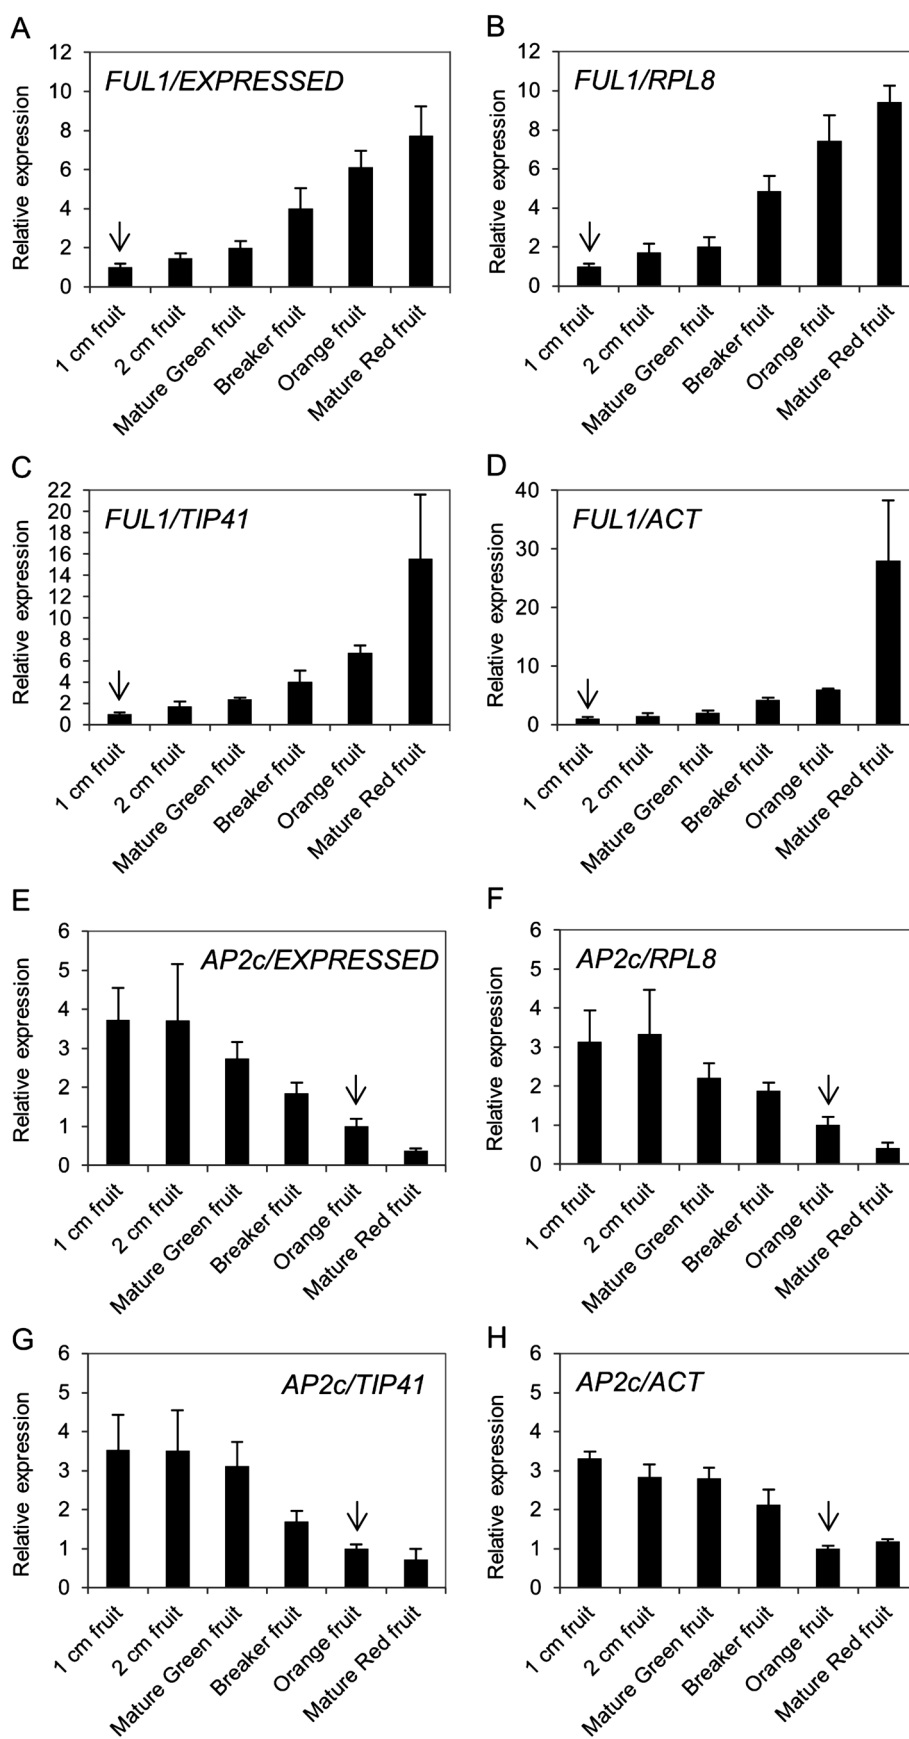 A
FUL1/EXPRESSED
Relative expression
12
10
8
6
4
2
0
1 cm fruit
2 cm fruit
Mature Green fruit
Breaker fruit
Orange fruit
Mature Red fruit
B
FUL1/RPL8
Relative expression
12
10
8
6
4
2
0
1 cm fruit
2 cm fruit
Mature Green fruit
Breaker fruit
Orange fruit
Mature Red fruit
C
FUL1/TIP41
Relative expression
22
20
18
16
14
12
10
8
6
4
2
0
1 cm fruit
2 cm fruit
Mature Green fruit
Breaker fruit
Orange fruit
Mature Red fruit
D
FUL1/ACT
Relative expression
40
30
20
10
0
1 cm fruit
2 cm fruit
Mature Green fruit
Breaker fruit
Orange fruit
Mature Red fruit
E
AP2c/EXPRESSED
Relative expression
6
5
4
3
2
1
0
1 cm fruit
2 cm fruit
Mature Green fruit
Breaker fruit
Orange fruit
Mature Red fruit
F
AP2c/RPL8
Relative expression
6
5
4
3
2
1
0
1 cm fruit
2 cm fruit
Mature Green fruit
Breaker fruit
Orange fruit
Mature Red fruit
G
AP2c/TIP41
Relative expression
6
5
4
3
2
1
0
1 cm fruit
2 cm fruit
Mature Green fruit
Breaker fruit
Orange fruit
Mature Red fruit
H
AP2c/ACT
Relative expression
6
5
4
3
2
1
0
1 cm fruit
2 cm fruit
Mature Green fruit
Breaker fruit
Orange fruit
Mature Red fruit